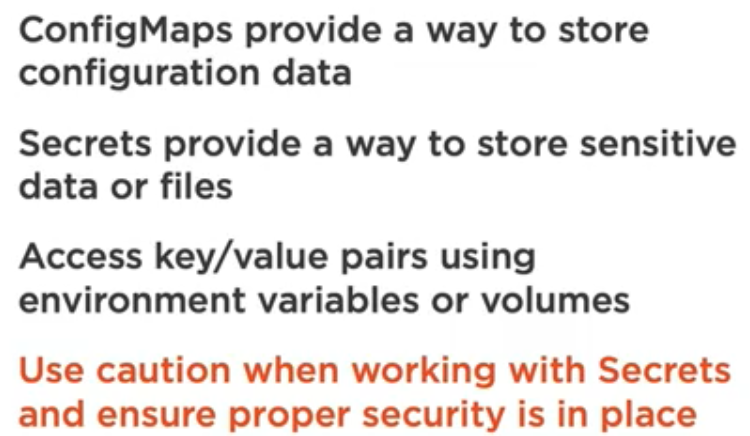 ConfigMaps provide a way to store
configuration data
Secrets provide a way to store sensitive
data or files
Access key/value pairs using
environment variables or volumes
Use caution when working with Secrets
and ensure proper security is in place